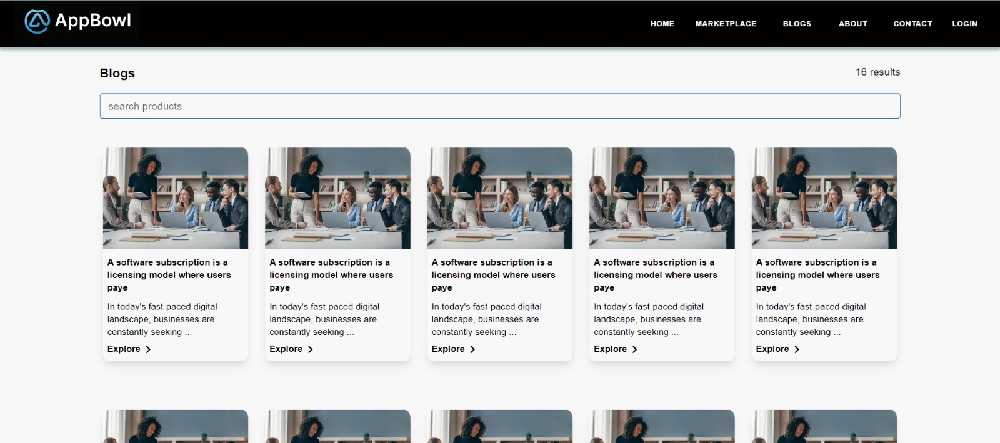 AppBowl
HOME MARKETPLACE BLOGS ABOUT CONTACT LOGIN
Blogs
16 results
search products
A software subscription is a
licensing model where users
paye
In today's fast-paced digital
landscape, businesses are
constantly seeking ...
Explore
A software subscription is a
licensing model where users
paye
In today's fast-paced digital
landscape, businesses are
constantly seeking ...
Explore
A software subscription is a
licensing model where users
paye
In today's fast-paced digital
landscape, businesses are
constantly seeking ...
Explore
A software subscription is a
licensing model where users
paye
In today's fast-paced digital
landscape, businesses are
constantly seeking ...
Explore
A software subscription is a
licensing model where users
paye
In today's fast-paced digital
landscape, businesses are
constantly seeking ...
Explore